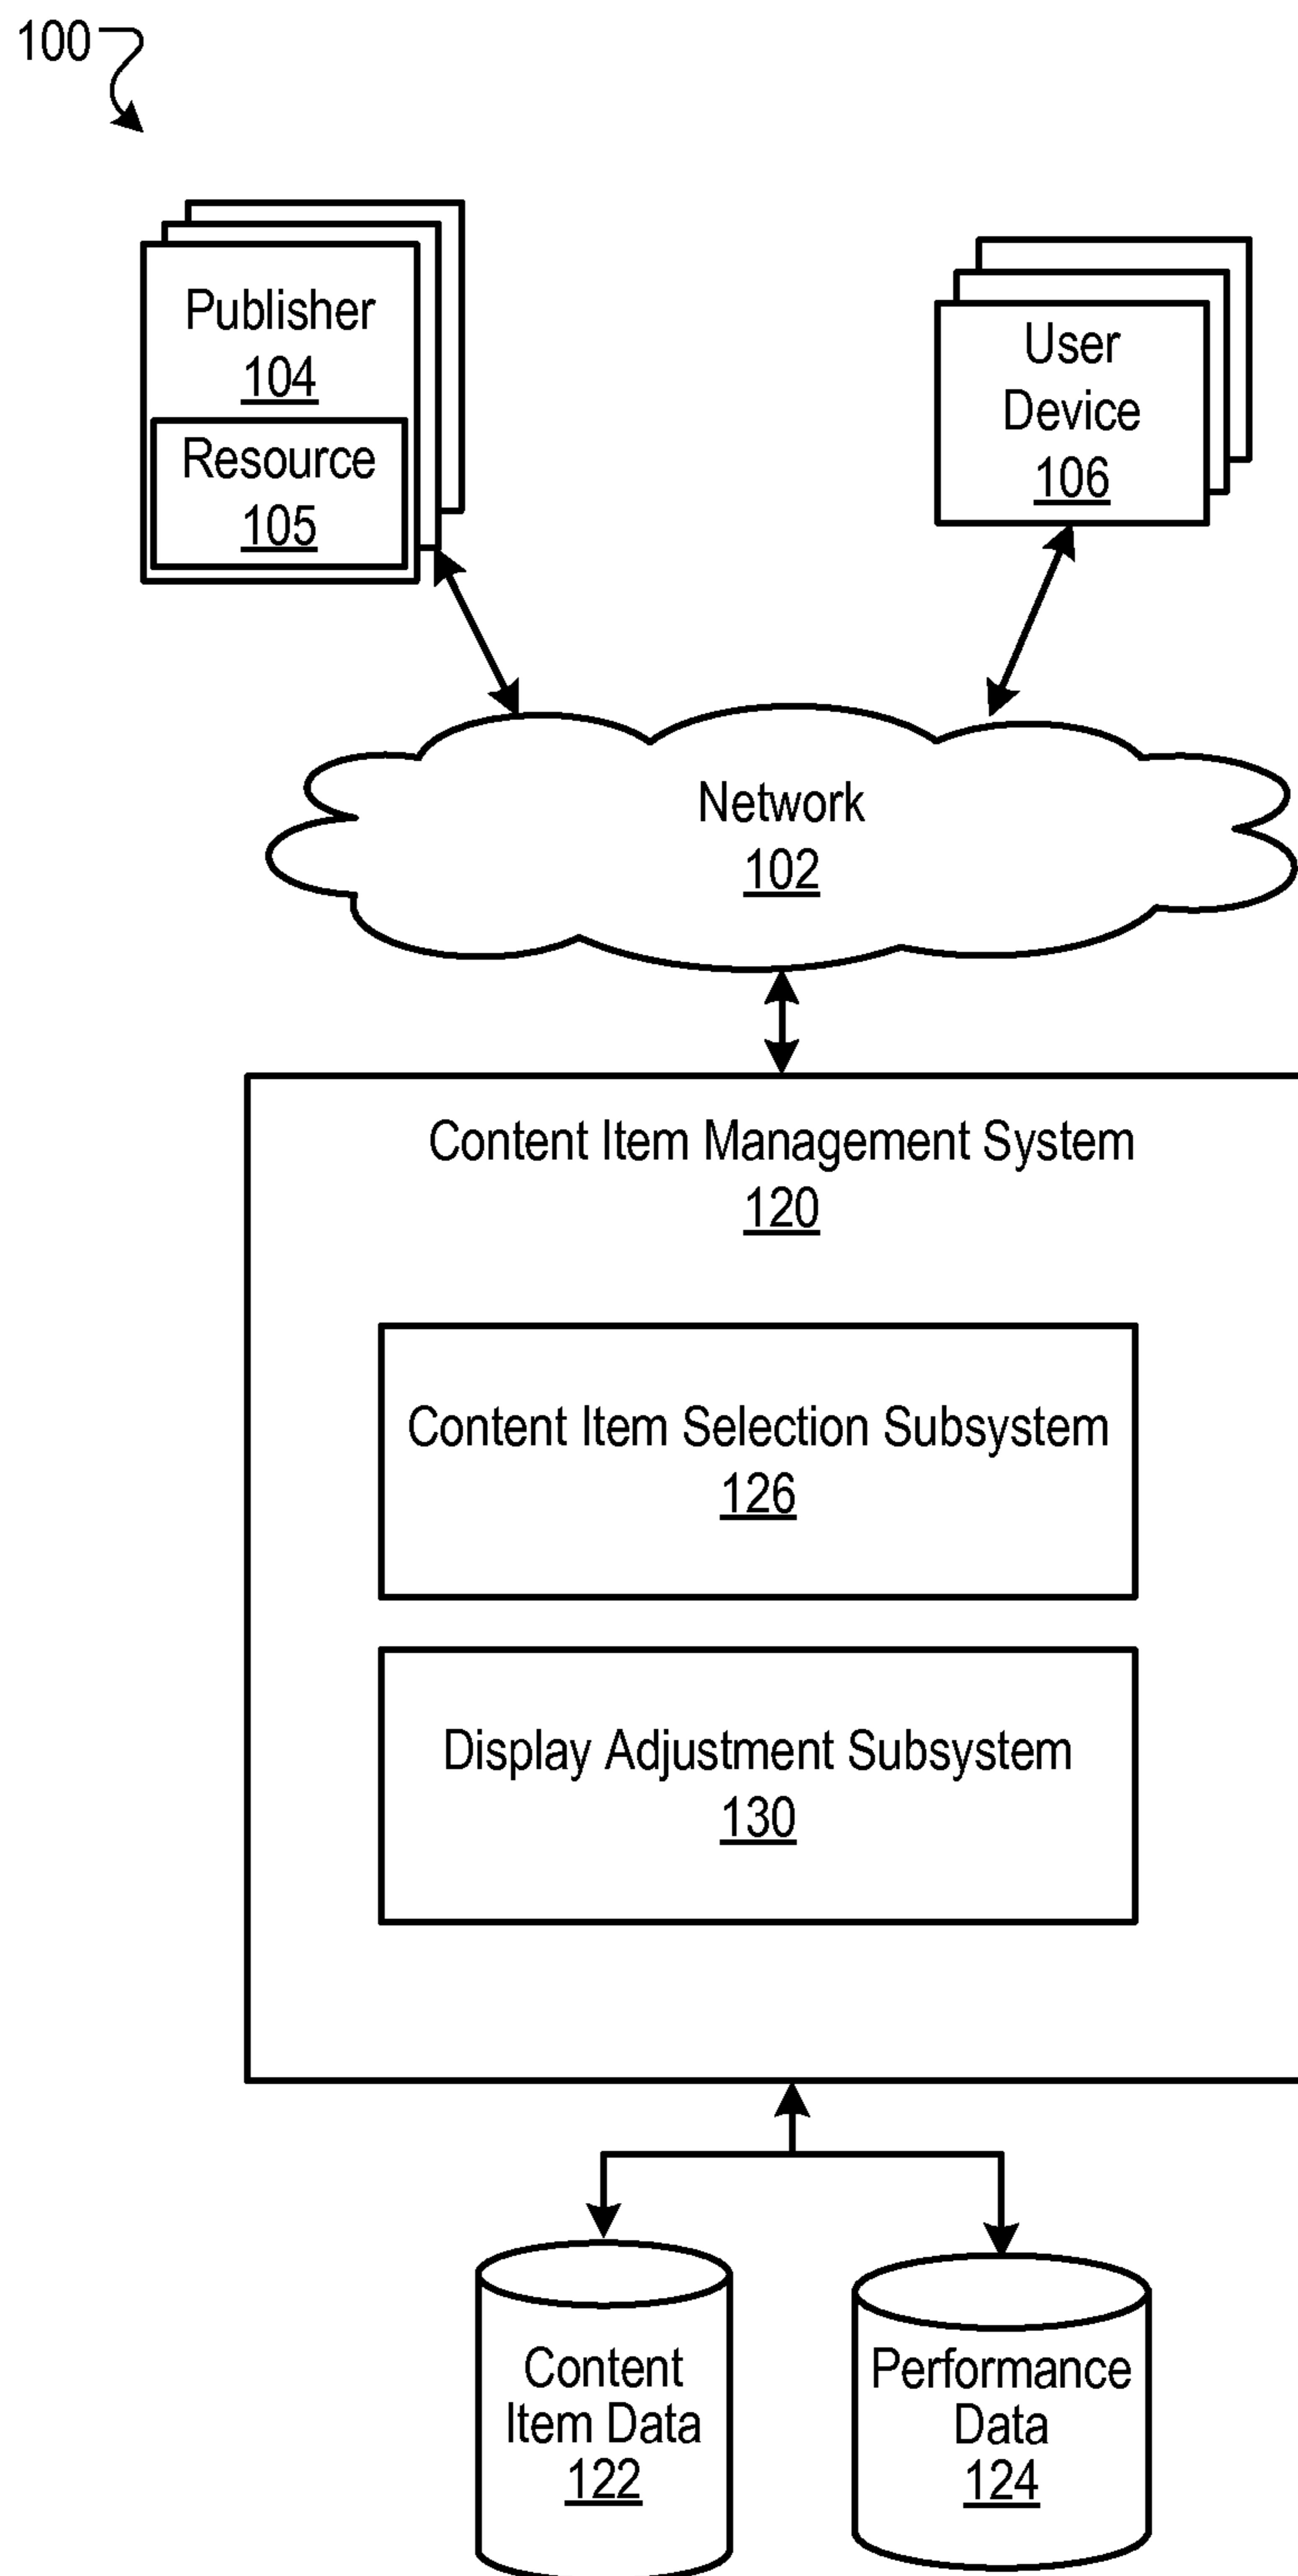 100
Publisher
104
Resource
105
User
Device
106
Network
102
Content Item Management System
120
Content Item Selection Subsystem
126
Display Adjustment Subsystem
130
Content
Item Data
122
Performance
Data
124